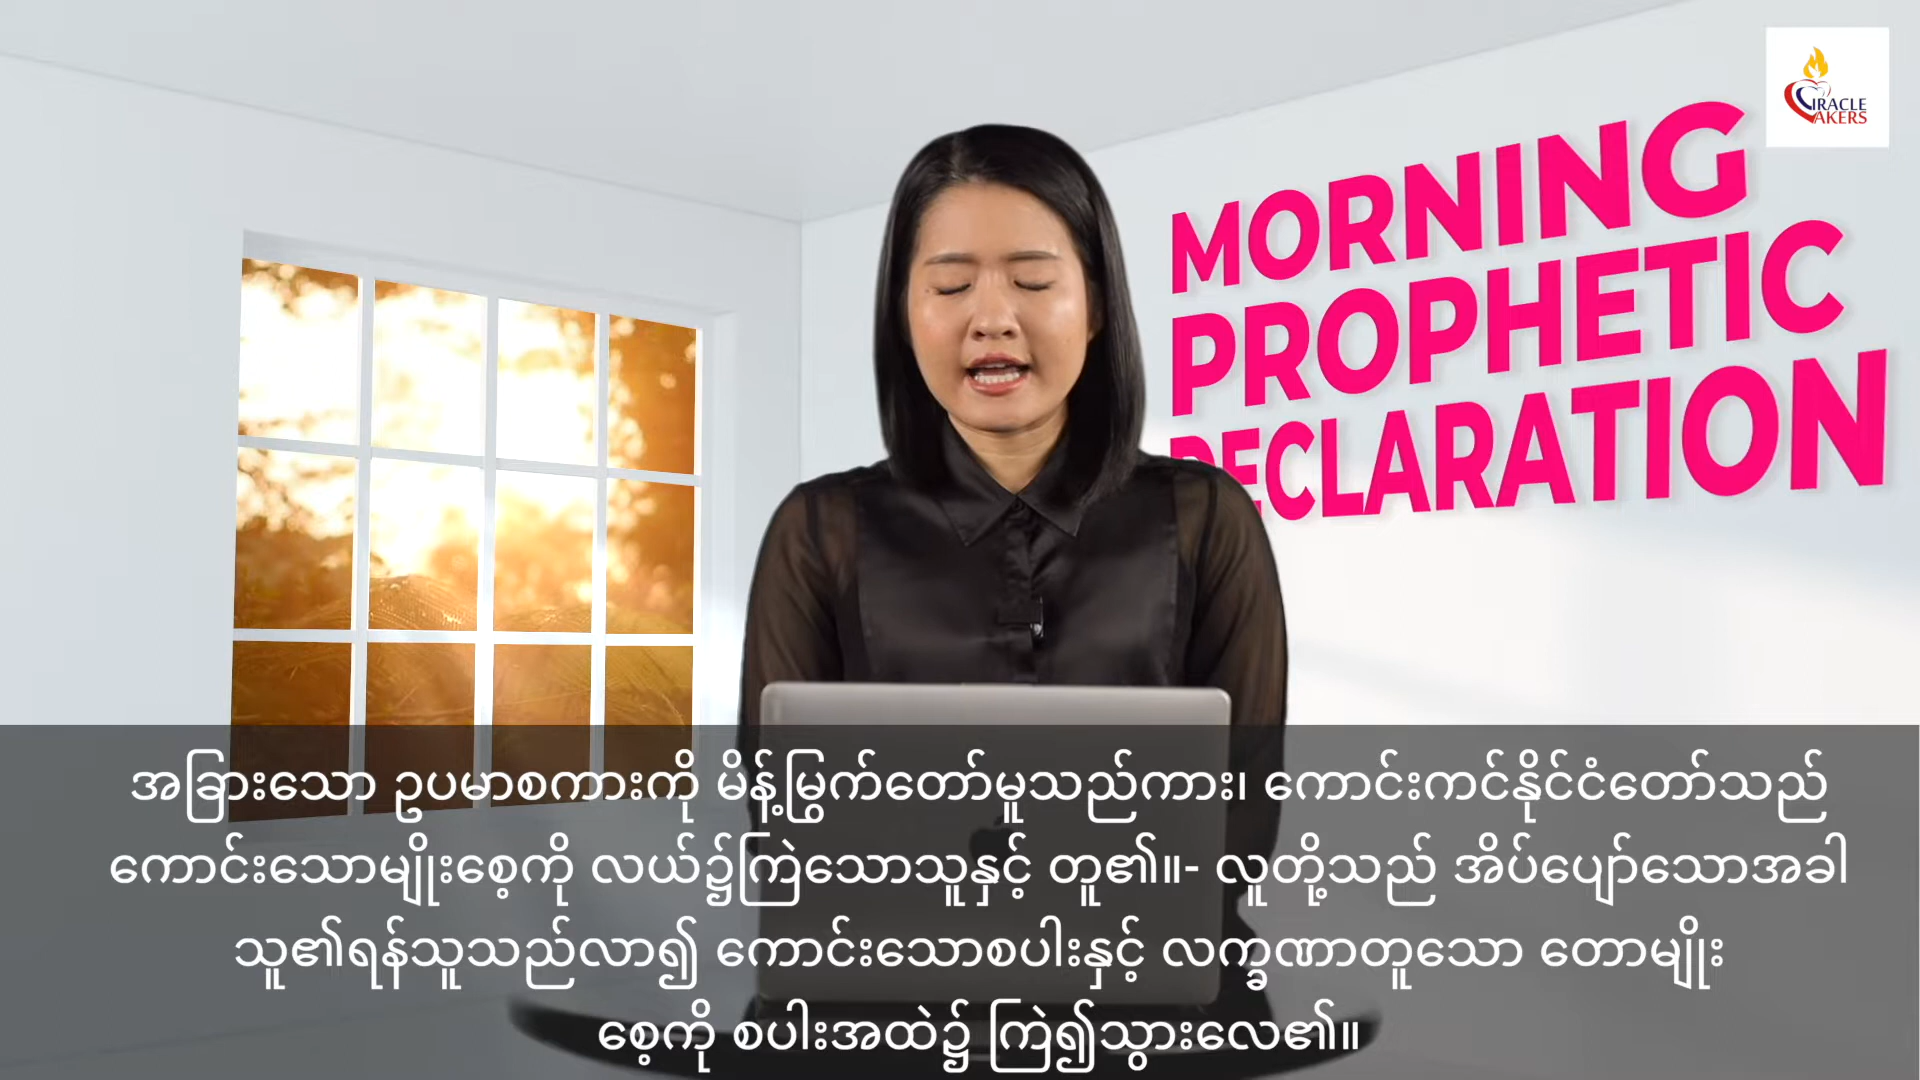 IRACLE
AKERS
MORNING
PROPHETIC
DECLARATION
အခြားသော ဥပမာစကားကို မိန့်မြွက်တော်မူသည်ကား၊ ကောင်းကင်နိုင်ငံတော်သည်
ကောင်းသောမျိုးစေ့ကို လယ်၌ကြဲသောသူနှင့် တူ၏။- လူတို့သည် အိပ်ပျော်သောအခါ
သူ၏ရန်သူသည်လာ၍ ကောင်းသောစပါးနှင့် လက္ခဏာတူသော တောမျိုး
စေ့ကို စပါးအထဲ၌ ကြဲ၍သွားလေ၏။